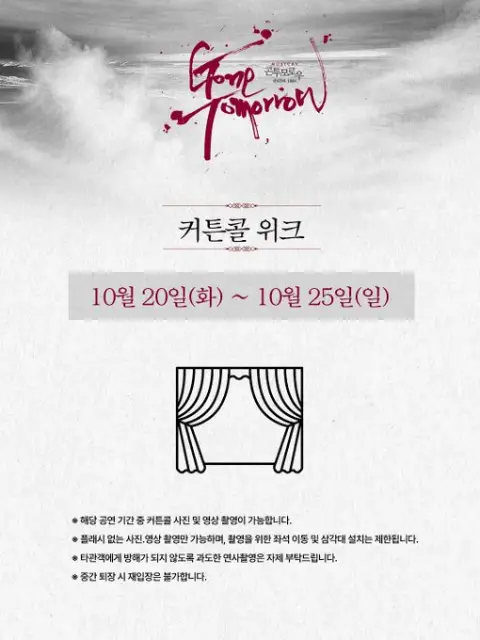 Gone
Tomorrow
MUSICAL
곤투모로우
커튼콜 위크
10월 20일(화) ~ 10월 25일(일)
※ 해당 공연 기간 중 커튼콜 사진 및 영상 촬영이 가능합니다.
※ 플래시 없는 사진.영상 촬영만 가능하며, 촬영을 위한 좌석 이동 및 삼각대 설치는 제한됩니다.
※ 타관객에게 방해가 되지 않도록 과도한 연사촬영은 자제 부탁드립니다.
※ 중간 퇴장 시 재입장은 불가합니다.